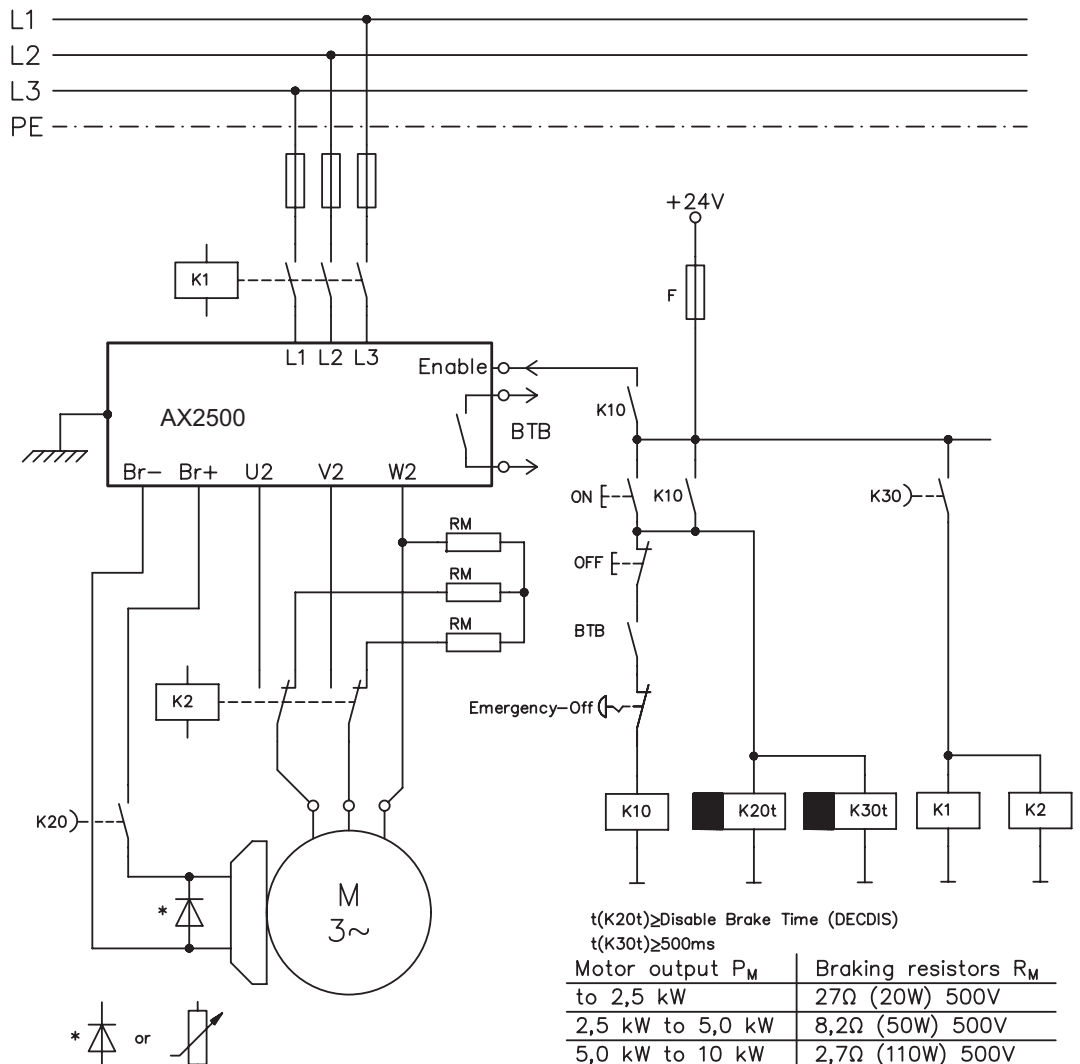 L1
L2
L3
PE
+24V
K1
F
L1 L2 L3
Enable
K10
AX2500
BTB
Br- Br+ U2 V2 W2
ON
K10
K30
RM
OFF
RM
BTB
RM
K2
Emergency-Off
K20
K10
K20t
K30t
K1
K2
M
3~
*
t(K20t)≥Disable Brake Time (DECDIS)
t(K30t)≥500ms
Motor output PM Braking resistors RM
to 2,5 kW 27Ω (20W) 500V
2,5 kW to 5,0 kW 8,2Ω (50W) 500V
5,0 kW to 10 kW 2,7Ω (110W) 500V
* or